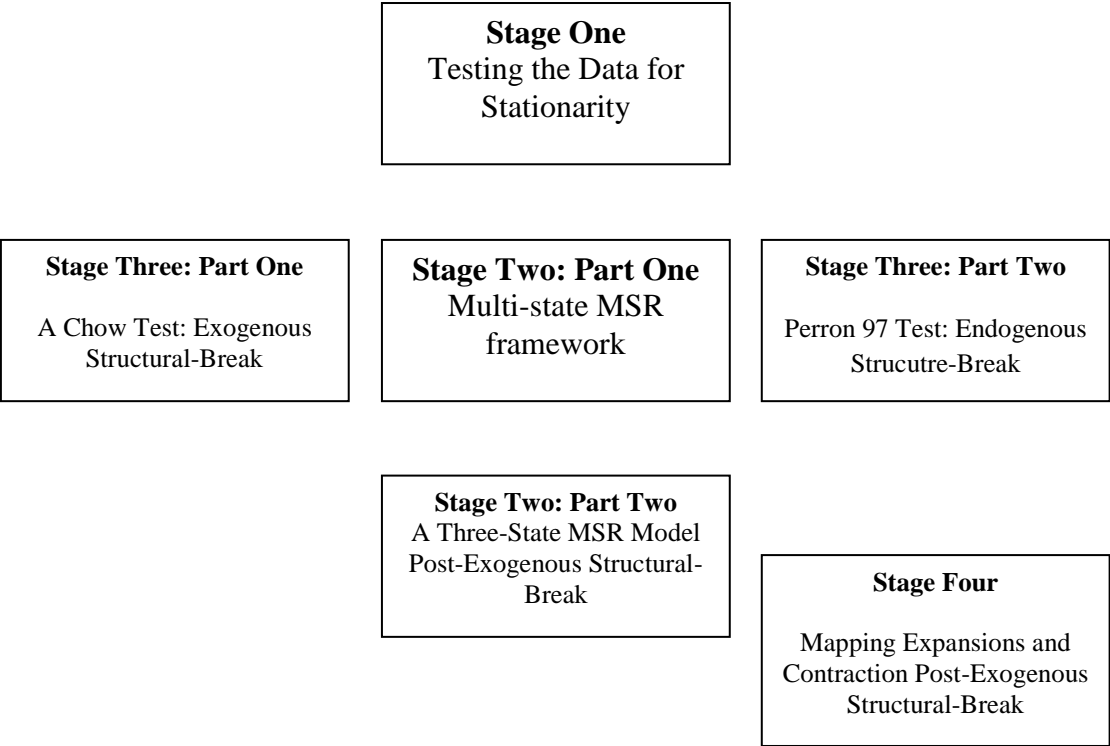 Stage One
Testing the Data for
Stationarity
Stage Three: Part One
A Chow Test: Exogenous
Structural-Break
Stage Two: Part One
Multi-state MSR
framework
Stage Three: Part Two
Perron 97 Test: Endogenous
Strucutre-Break
Stage Two: Part Two
A Three-State MSR Model
Post-Exogenous Structural-
Break
Stage Four
Mapping Expansions and
Contraction Post-Exogenous
Structural-Break